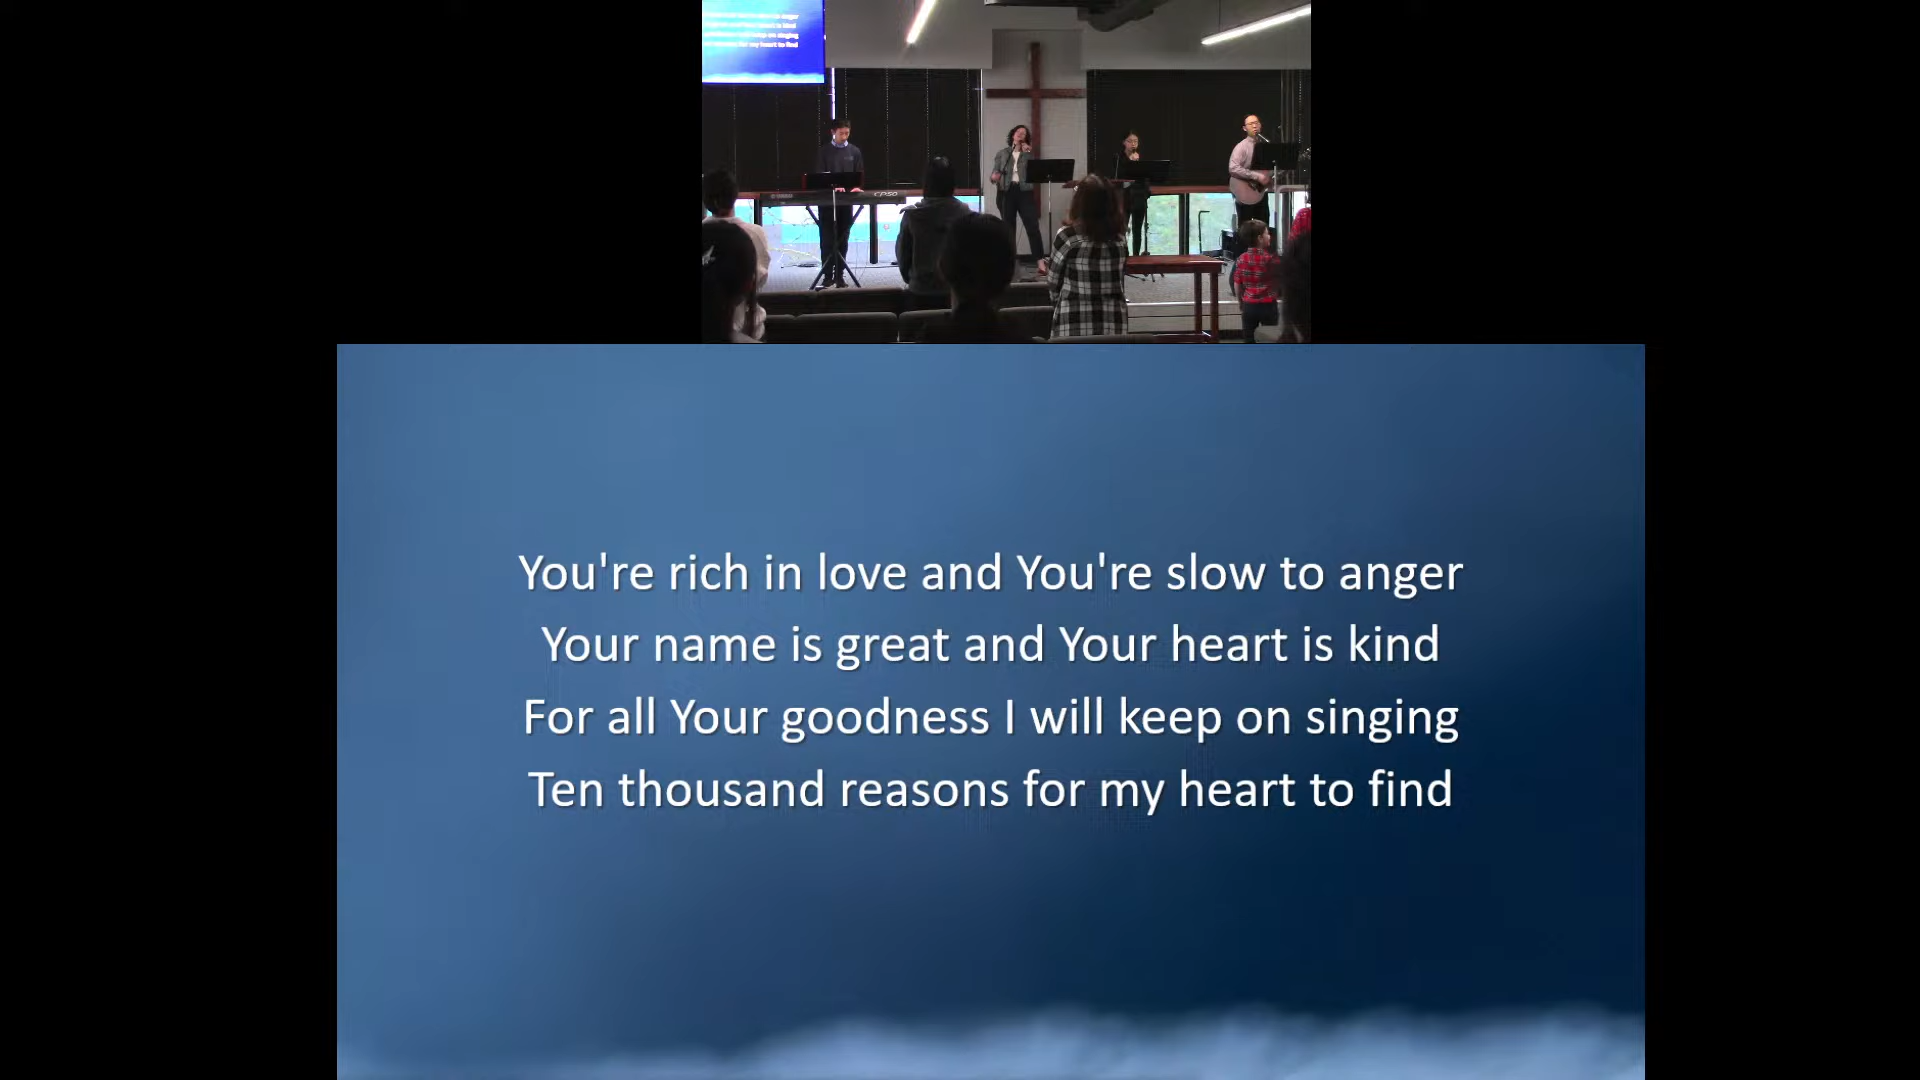 CP50
You're rich in love and You're slow to anger
Your name is great and Your heart is kind
For all Your goodness I will keep on singing
Ten thousand reasons for my heart to find